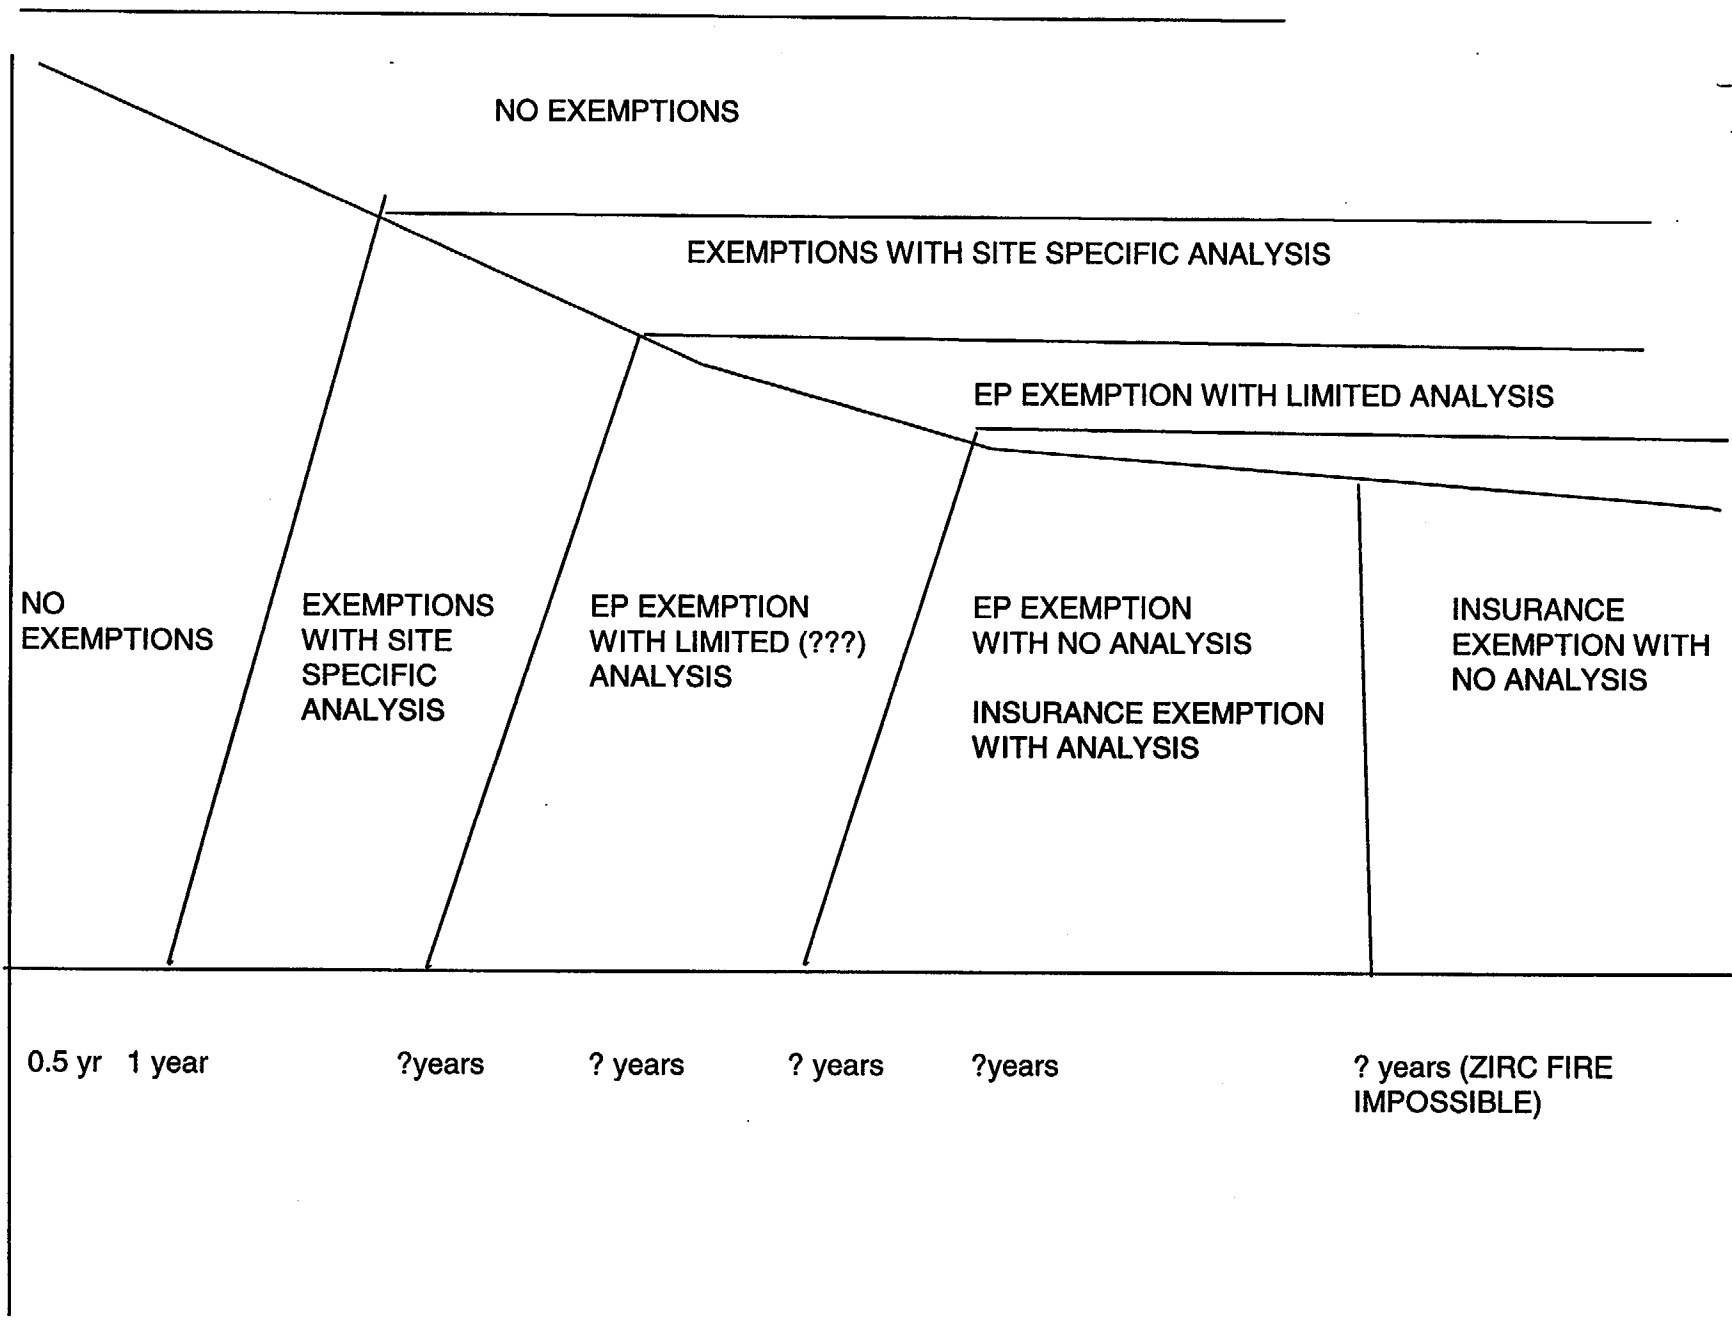 NO EXEMPTIONS
EXEMPTIONS WITH SITE SPECIFIC ANALYSIS
EP EXEMPTION WITH LIMITED ANALYSIS
NO
EXEMPTIONS
EXEMPTIONS
WITH SITE
SPECIFIC
ANALYSIS
EP EXEMPTION
WITH LIMITED (???)
ANALYSIS
EP EXEMPTION
WITH NO ANALYSIS
INSURANCE EXEMPTION
WITH ANALYSIS
INSURANCE
EXEMPTION WITH
NO ANALYSIS
0.5 yr
1 year
?years
? years
? years
?years
? years (ZIRC FIRE
IMPOSSIBLE)